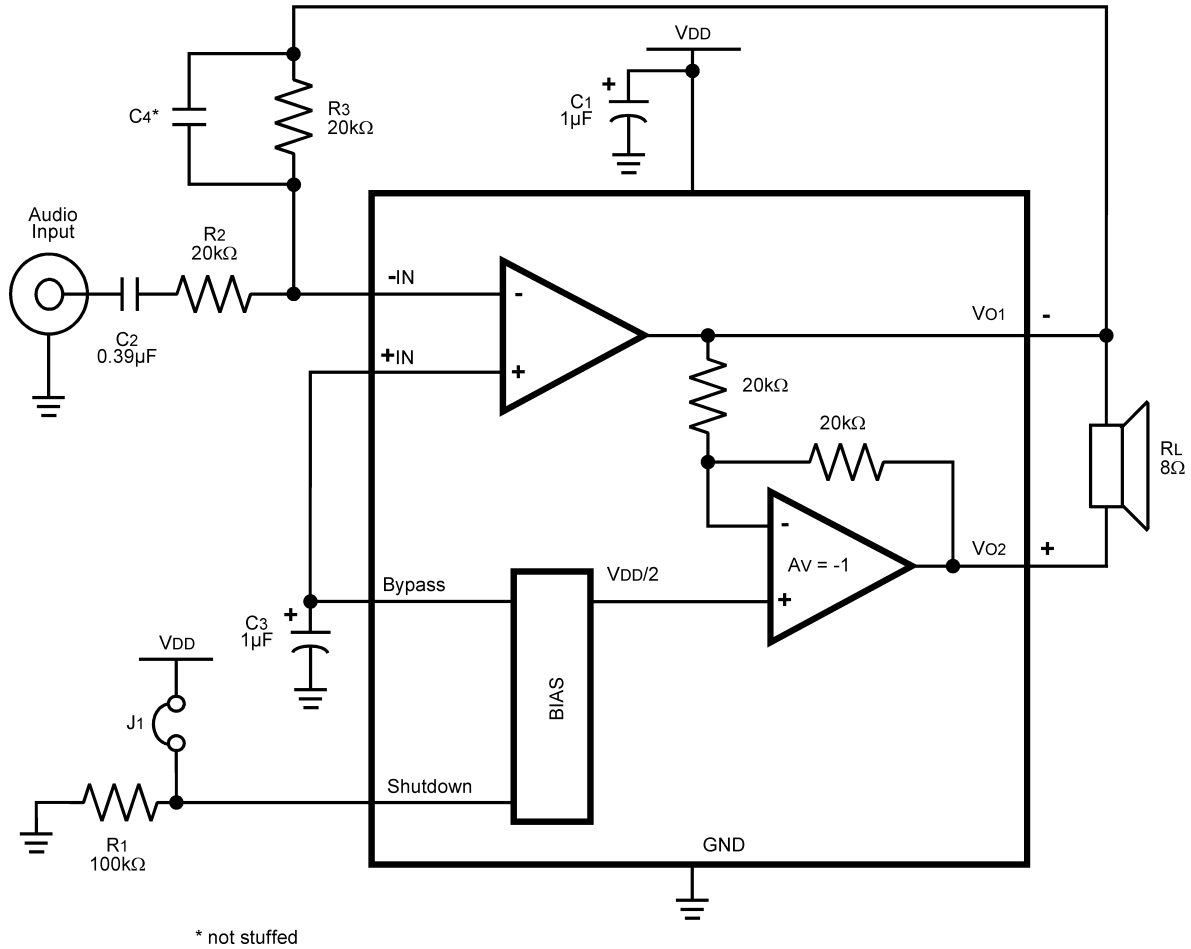 VDD
+
C1
1µF
C4*
R3
20kΩ
Audio
Input
R2
20kΩ
C2
0.39µF
-IN
+IN
-
+
VO1
-
20kΩ
20kΩ
RL
8Ω
-
AV = -1
+
VO2
+
Bypass
VDD/2
+
C3
1µF
BIAS
VDD
J1
Shutdown
R1
100kΩ
GND
* not stuffed